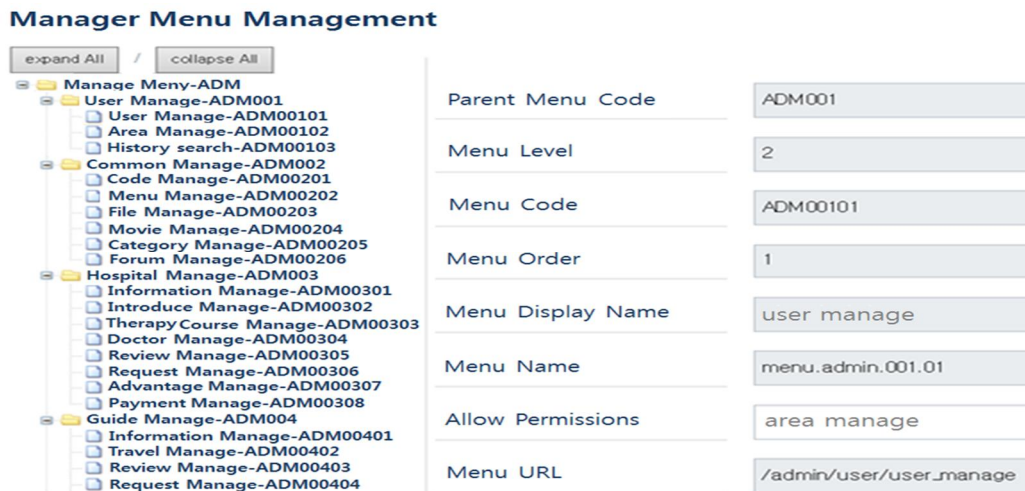 Manager Menu Management
expand All / collapse All
Manage Meny-ADM
User Manage-ADM001
User Manage-ADM00101
Area Manage-ADM00102
History search-ADM00103
Common Manage-ADM002
Code Manage-ADM00201
Menu Manage-ADM00202
File Manage-ADM00203
Movie Manage-ADM00204
Category Manage-ADM00205
Forum Manage-ADM00206
Hospital Manage-ADM003
Information Manage-ADM00301
Introduce Manage-ADM00302
Therapy Course Manage-ADM00303
Doctor Manage-ADM00304
Review Manage-ADM00305
Request Manage-ADM00306
Advantage Manage-ADM00307
Payment Manage-ADM00308
Guide Manage-ADM004
Information Manage-ADM00401
Travel Manage-ADM00402
Review Manage-ADM00403
Request Manage-ADM00404
Parent Menu Code ADM001
Menu Level 2
Menu Code ADM00101
Menu Order 1
Menu Display Name user manage
Menu Name menu.admin.001.01
Allow Permissions area manage
Menu URL /admin/user/user_manage